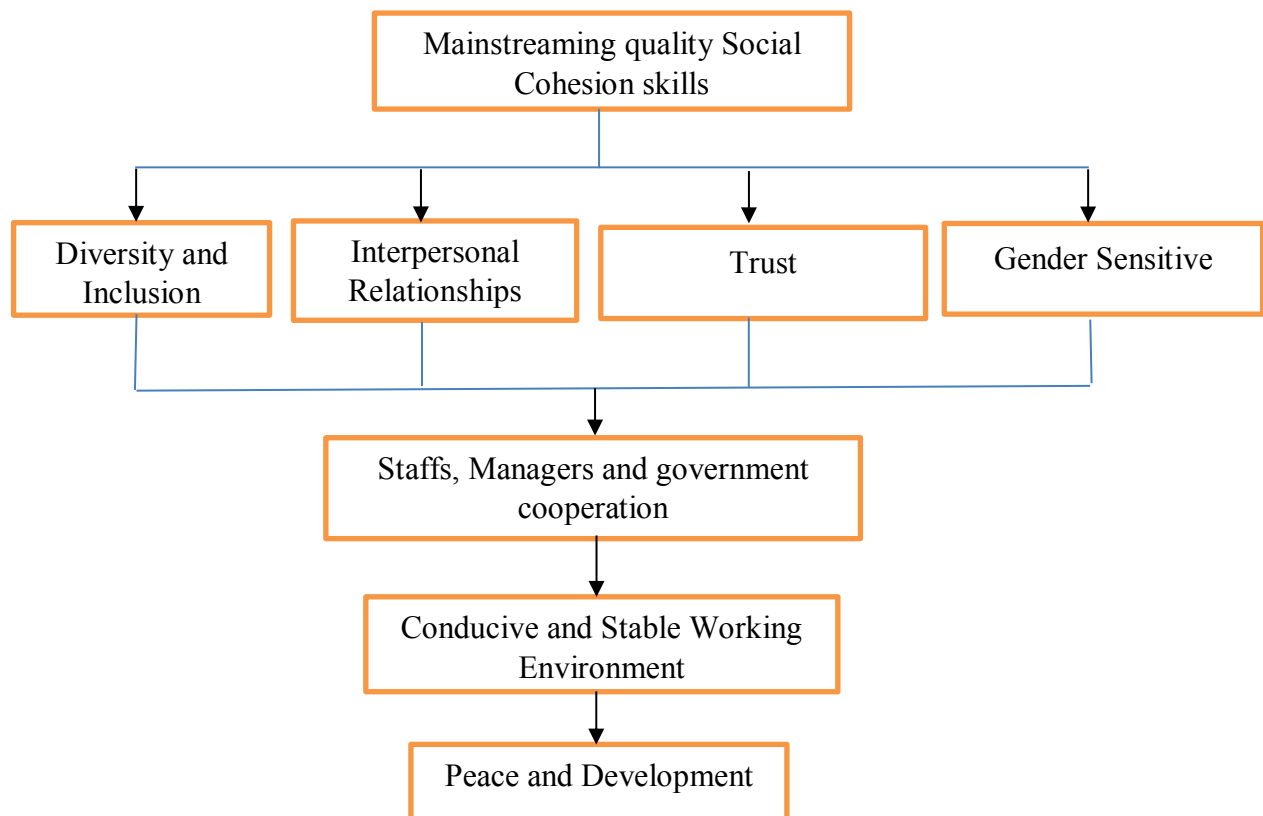 Mainstreaming quality Social
Cohesion skills
Diversity and
Inclusion
Interpersonal
Relationships
Trust
Gender Sensitive
Staffs, Managers and government
cooperation
Conducive and Stable Working
Environment
Peace and Development